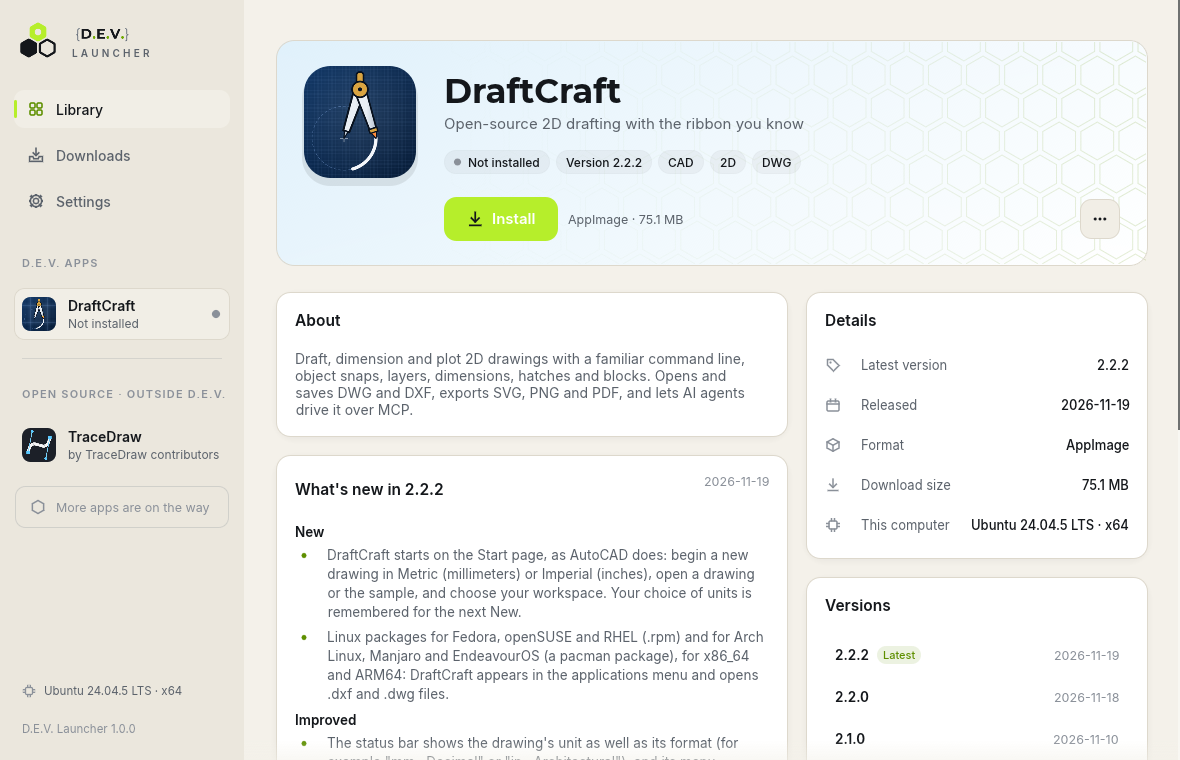 {D.E.V.}
LAUNCHER
Library
Downloads
Settings
D.E.V. APPS
DraftCraft
Not installed
OPEN SOURCE · OUTSIDE D.E.V.
TraceDraw
by TraceDraw contributors
More apps are on the way
Ubuntu 24.04.5 LTS · x64
D.E.V. Launcher 1.0.0
DraftCraft
Open-source 2D drafting with the ribbon you know
Not installed
Version 2.2.2
CAD
2D
DWG
Install
AppImage · 75.1 MB
About
Draft, dimension and plot 2D drawings with a familiar command line,
object snaps, layers, dimensions, hatches and blocks. Opens and
saves DWG and DXF, exports SVG, PNG and PDF, and lets AI agents
drive it over MCP.
What's new in 2.2.2
2026-11-19
New
• DraftCraft starts on the Start page, as AutoCAD does: begin a new
drawing in Metric (millimeters) or Imperial (inches), open a drawing
or the sample, and choose your workspace. Your choice of units is
remembered for the next New.
• Linux packages for Fedora, openSUSE and RHEL (.rpm) and for Arch
Linux, Manjaro and EndeavourOS (a pacman package), for x86_64
and ARM64: DraftCraft appears in the applications menu and opens
.dxf and .dwg files.
Improved
• The status bar shows the drawing's unit as well as its format (for
Details
Latest version 2.2.2
Released 2026-11-19
Format AppImage
Download size 75.1 MB
This computer Ubuntu 24.04.5 LTS · x64
Versions
2.2.2 Latest 2026-11-19
2.2.0 2026-11-18
2.1.0 2026-11-10